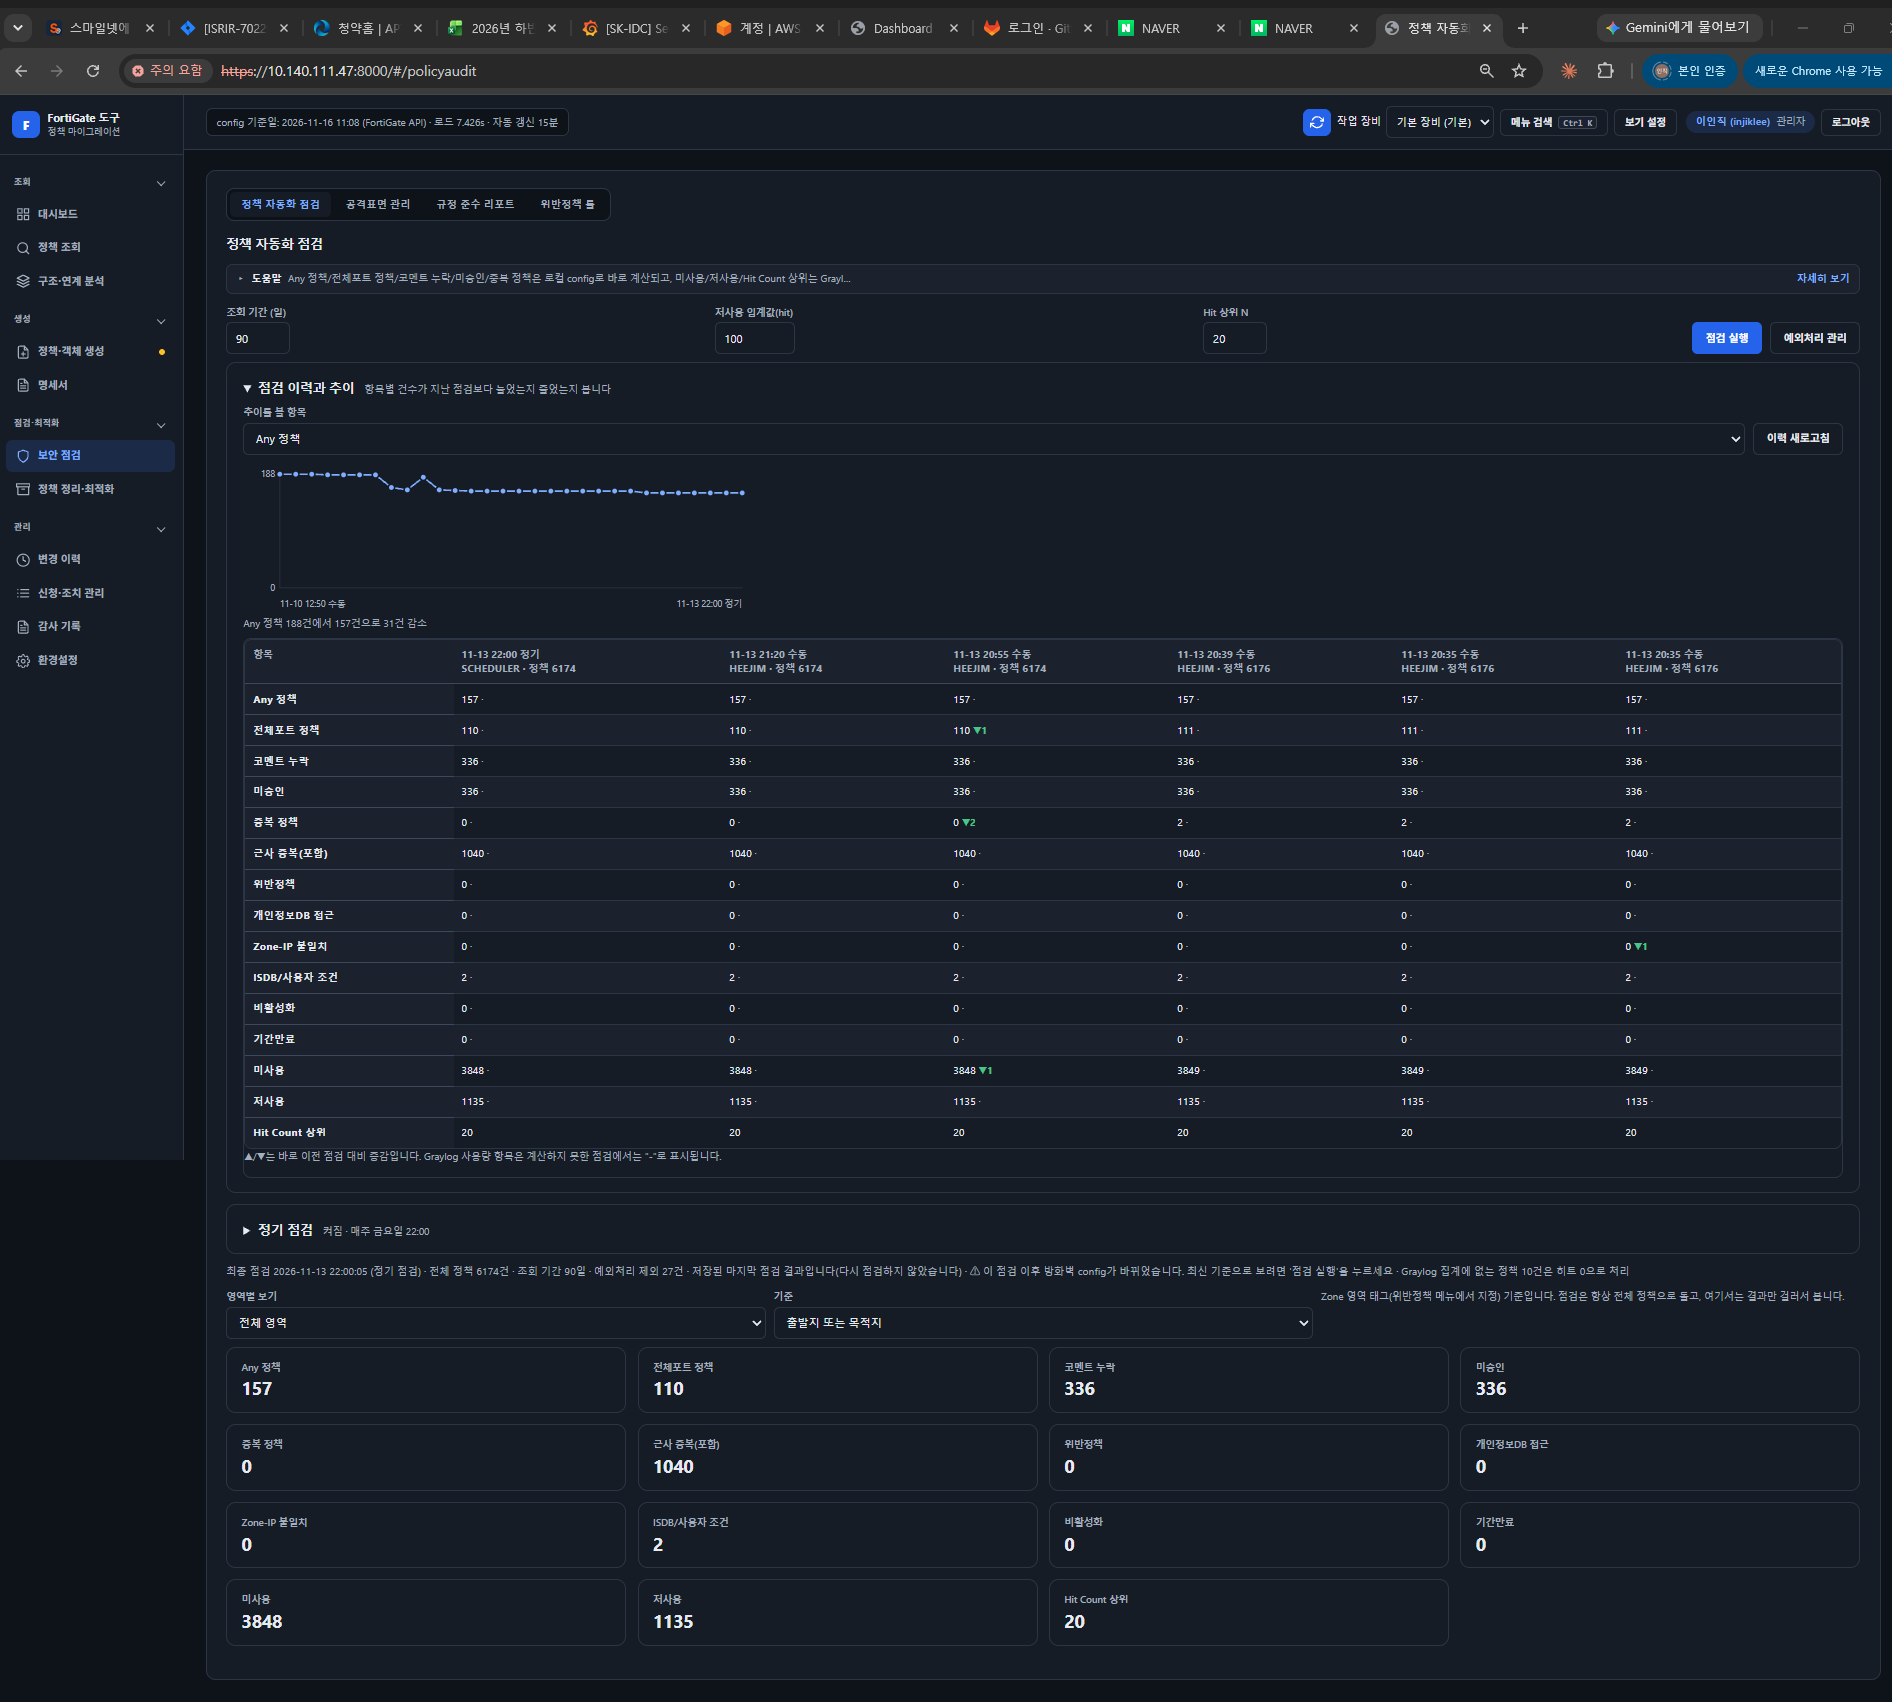 스마일넷에
[ISRIR-7022
청약홈 | AP
2026년 하반
[SK-IDC] Se
계정 | AWS
Dashboard
로그인 · Git
NAVER
NAVER
정책 자동화
Gemini에게 물어보기
주의 요함
https://10.140.111.47:8000/#/policyaudit
본인 인증
새로운 Chrome 사용 가능
F
FortiGate 도구
정책 마이그레이션
config 기준일: 2026-11-16 11:08 (FortiGate API) · 로드 7.426s · 자동 갱신 15분
작업 장비
기본 장비 (기본)
메뉴 검색 Ctrl K
보기 설정
이인직 (injiklee) 관리자
로그아웃
조회
대시보드
정책 조회
구조·연계 분석
생성
정책·객체 생성
명세서
점검·최적화
보안 점검
정책 정리·최적화
관리
변경 이력
신청·조치 관리
감사 기록
환경설정
정책 자동화 점검
공격표면 관리
규정 준수 리포트
위반정책 룰
정책 자동화 점검
도움말 Any 정책/전체포트 정책/코멘트 누락/미승인/중복 정책은 로컬 config로 바로 계산되고, 미사용/저사용/Hit Count 상위는 Grayl...
자세히 보기
조회 기간 (일)
저사용 임계값(hit)
Hit 상위 N
90
100
20
점검 실행
예외처리 관리
▼ 점검 이력과 추이 항목별 건수가 지난 점검보다 늘었는지 줄었는지 봅니다
추이를 볼 항목
Any 정책
이력 새로고침
188
0
11-10 12:50 수동
11-13 22:00 정기
Any 정책 188건에서 157건으로 31건 감소
항목
11-13 22:00 정기
SCHEDULER · 정책 6174
11-13 21:20 수동
HEEJIM · 정책 6174
11-13 20:55 수동
HEEJIM · 정책 6174
11-13 20:39 수동
HEEJIM · 정책 6176
11-13 20:35 수동
HEEJIM · 정책 6176
11-13 20:35 수동
HEEJIM · 정책 6176
Any 정책 157 · 157 · 157 · 157 · 157 · 157 ·
전체포트 정책 110 · 110 · 110 ▼1 111 · 111 · 111 ·
코멘트 누락 336 · 336 · 336 · 336 · 336 · 336 ·
미승인 336 · 336 · 336 · 336 · 336 · 336 ·
중복 정책 0 · 0 · 0 ▼2 2 · 2 · 2 ·
근사 중복(포함) 1040 · 1040 · 1040 · 1040 · 1040 · 1040 ·
위반정책 0 · 0 · 0 · 0 · 0 · 0 ·
개인정보DB 접근 0 · 0 · 0 · 0 · 0 · 0 ·
Zone-IP 불일치 0 · 0 · 0 · 0 · 0 · 0 ▼1
ISDB/사용자 조건 2 · 2 · 2 · 2 · 2 · 2 ·
비활성화 0 · 0 · 0 · 0 · 0 · 0 ·
기간만료 0 · 0 · 0 · 0 · 0 · 0 ·
미사용 3848 · 3848 · 3848 ▼1 3849 · 3849 · 3849 ·
저사용 1135 · 1135 · 1135 · 1135 · 1135 · 1135 ·
Hit Count 상위 20 20 20 20 20 20
▲/▼는 바로 이전 점검 대비 증감입니다. Graylog 사용량 항목은 계산하지 못한 점검에서는 "-"로 표시됩니다.
▶ 정기 점검 켜짐 · 매주 금요일 22:00
최종 점검 2026-11-13 22:00:05 (정기 점검) · 전체 정책 6174건 · 조회 기간 90일 · 예외처리 제외 27건 · 저장된 마지막 점검 결과입니다(다시 점검하지 않았습니다) · ⚠ 이 점검 이후 방화벽 config가 바뀌었습니다. 최신 기준으로 보려면 '점검 실행'을 누르세요 · Graylog 집계에 없는 정책 10건은 히트 0으로 처리
영역별 보기
기준
Zone 영역 태그(위반정책 메뉴에서 지정) 기준입니다. 점검은 항상 전체 정책으로 돌고, 여기서는 결과만 걸러서 봅니다.
전체 영역
출발지 또는 목적지
Any 정책
157
전체포트 정책
110
코멘트 누락
336
미승인
336
중복 정책
0
근사 중복(포함)
1040
위반정책
0
개인정보DB 접근
0
Zone-IP 불일치
0
ISDB/사용자 조건
2
비활성화
0
기간만료
0
미사용
3848
저사용
1135
Hit Count 상위
20